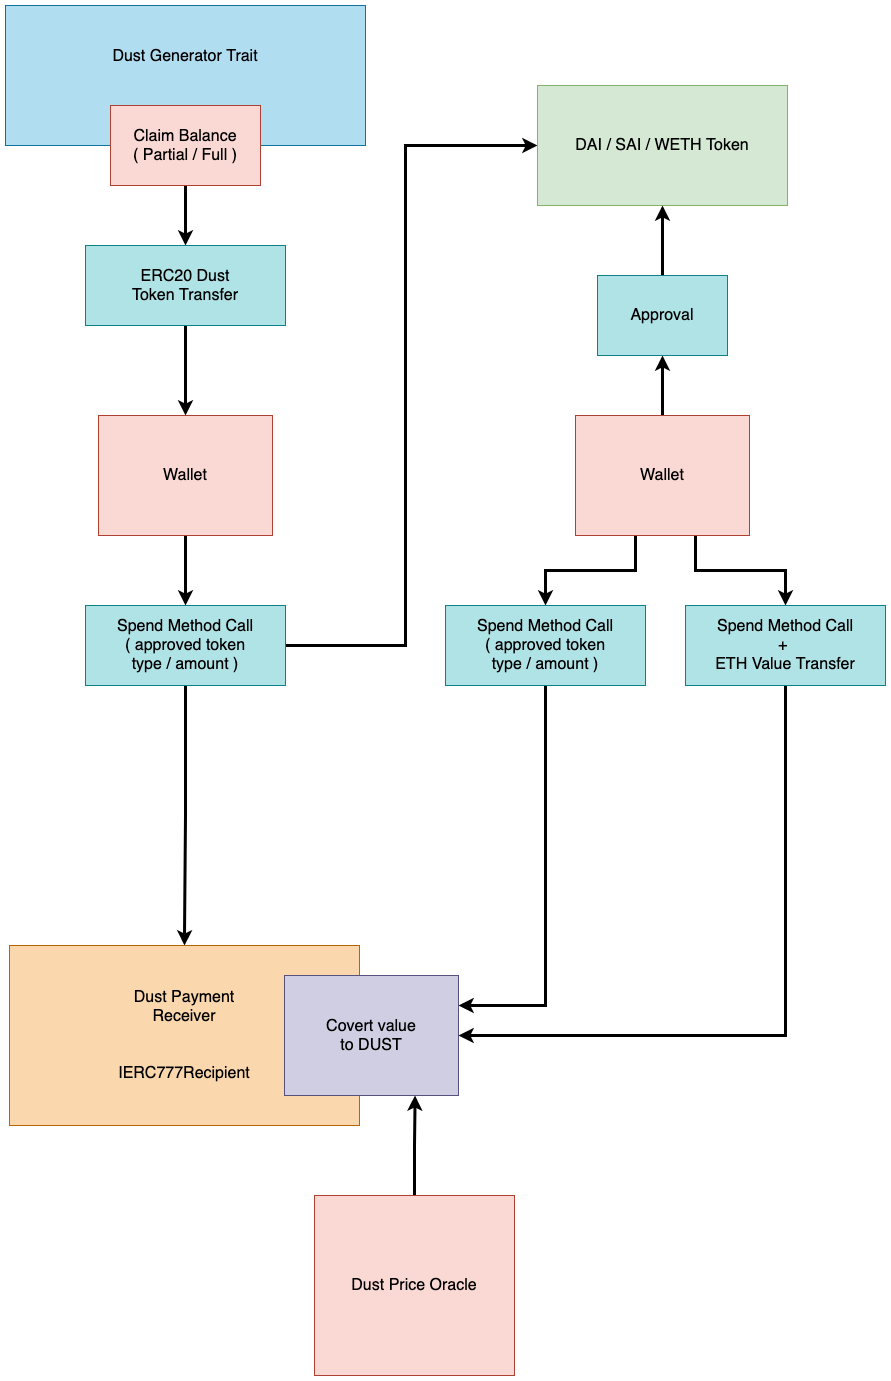 Dust Generator Trait
Claim Balance
( Partial / Full )
DAI / SAI / WETH Token
ERC20 Dust
Token Transfer
Approval
Wallet
Wallet
Spend Method Call
( approved token
type / amount )
Spend Method Call
( approved token
type / amount )
Spend Method Call
+
ETH Value Transfer
Dust Payment
Receiver
IERC777Recipient
Covert value
to DUST
Dust Price Oracle